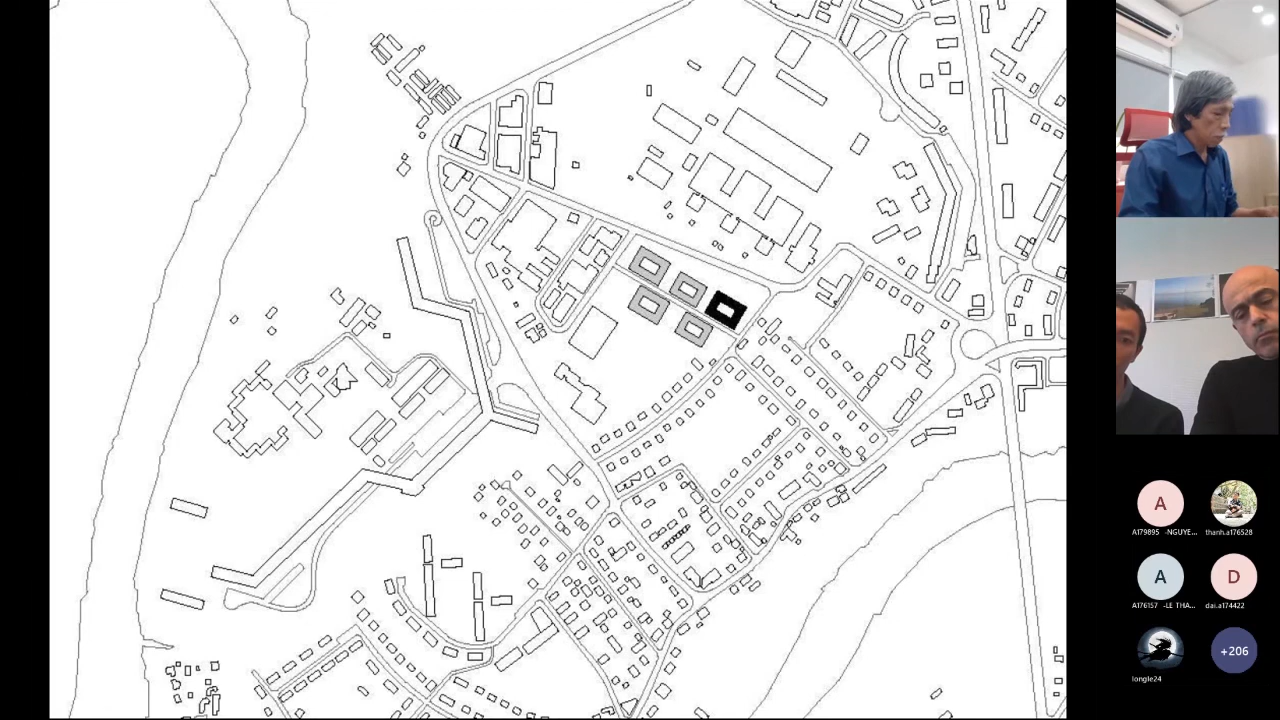 A
A179895 -NGUYE...
thanh.a176528
A
A176157 -LE THA...
D
dai.a174422
longle24
+206